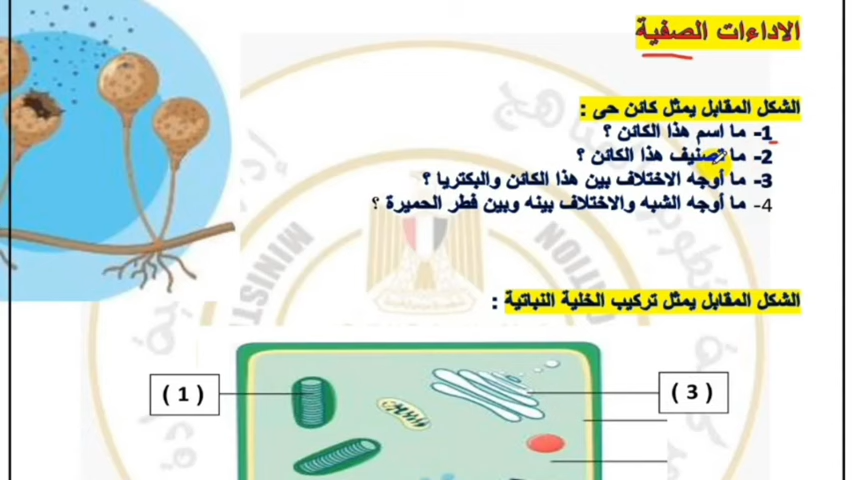 الاداءات الصفية
الشكل المقابل يمثل كائن حى :
1- ما اسم هذا الكائن ؟
2- ما تصنيف هذا الكائن ؟
3- ما أوجه الاختلاف بين هذا الكائن والبكتريا ؟
4- ما أوجه الشبه والاختلاف بينه وبين فطر الخميرة ؟
الشكل المقابل يمثل تركيب الخلية النباتية :
( 1 )
( 3 )